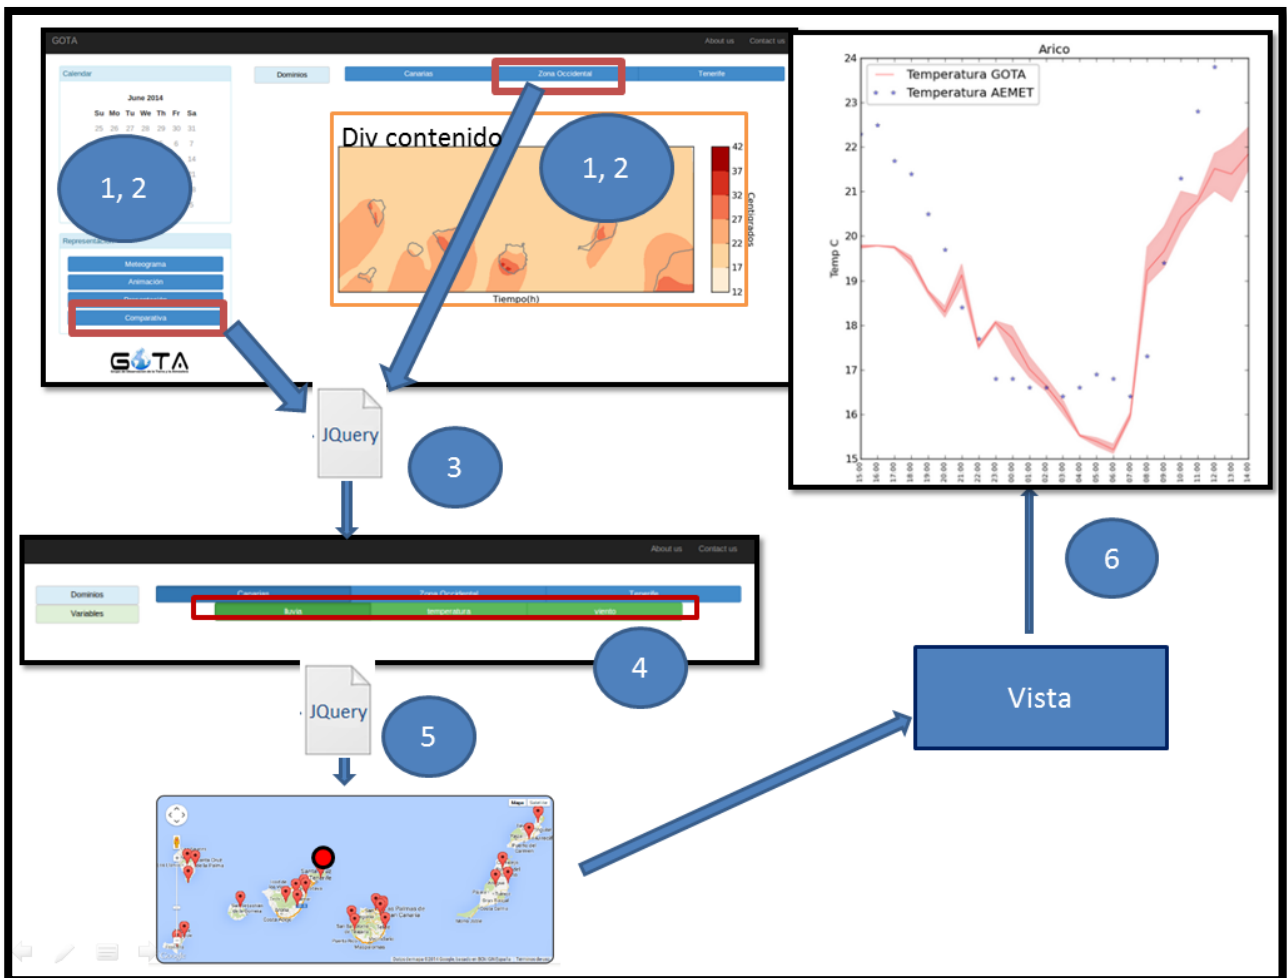 GOTA
About us Contact us
Calendar
June 2014
Su Mo Tu We Th Fr Sa
25 26 27 28 29 30 31
6 7
14
1, 2
Dominios
Canarias
Zona Occidental
Tenerife
Div contenido
1, 2
42
37
32
27
22
17
12
Centigrados
Tiempo(h)
Meteograma
Animación
Comparativa
GOTA
JQuery
3
About us Contact us
Dominios
Canarias
Zona Occidental
Tenerife
Variables
lluvia
temperatura
viento
4
JQuery
5
Mapa
Arico
Temperatura GOTA
Temperatura AEMET
Temp C
24
23
22
21
20
19
18
17
16
15
15:00
16:00
17:00
18:00
19:00
20:00
21:00
22:00
23:00
00:00
01:00
02:00
03:00
04:00
05:00
06:00
07:00
08:00
09:00
10:00
11:00
12:00
13:00
14:00
6
Vista